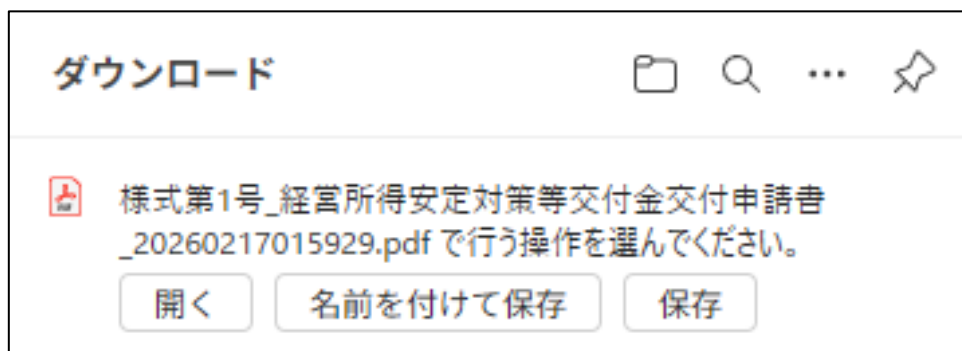 ダウンロード
様式第1号_経営所得安定対策等交付金交付申請書
_20260217015929.pdf で行う操作を選んでください。
開く 名前を付けて保存 保存